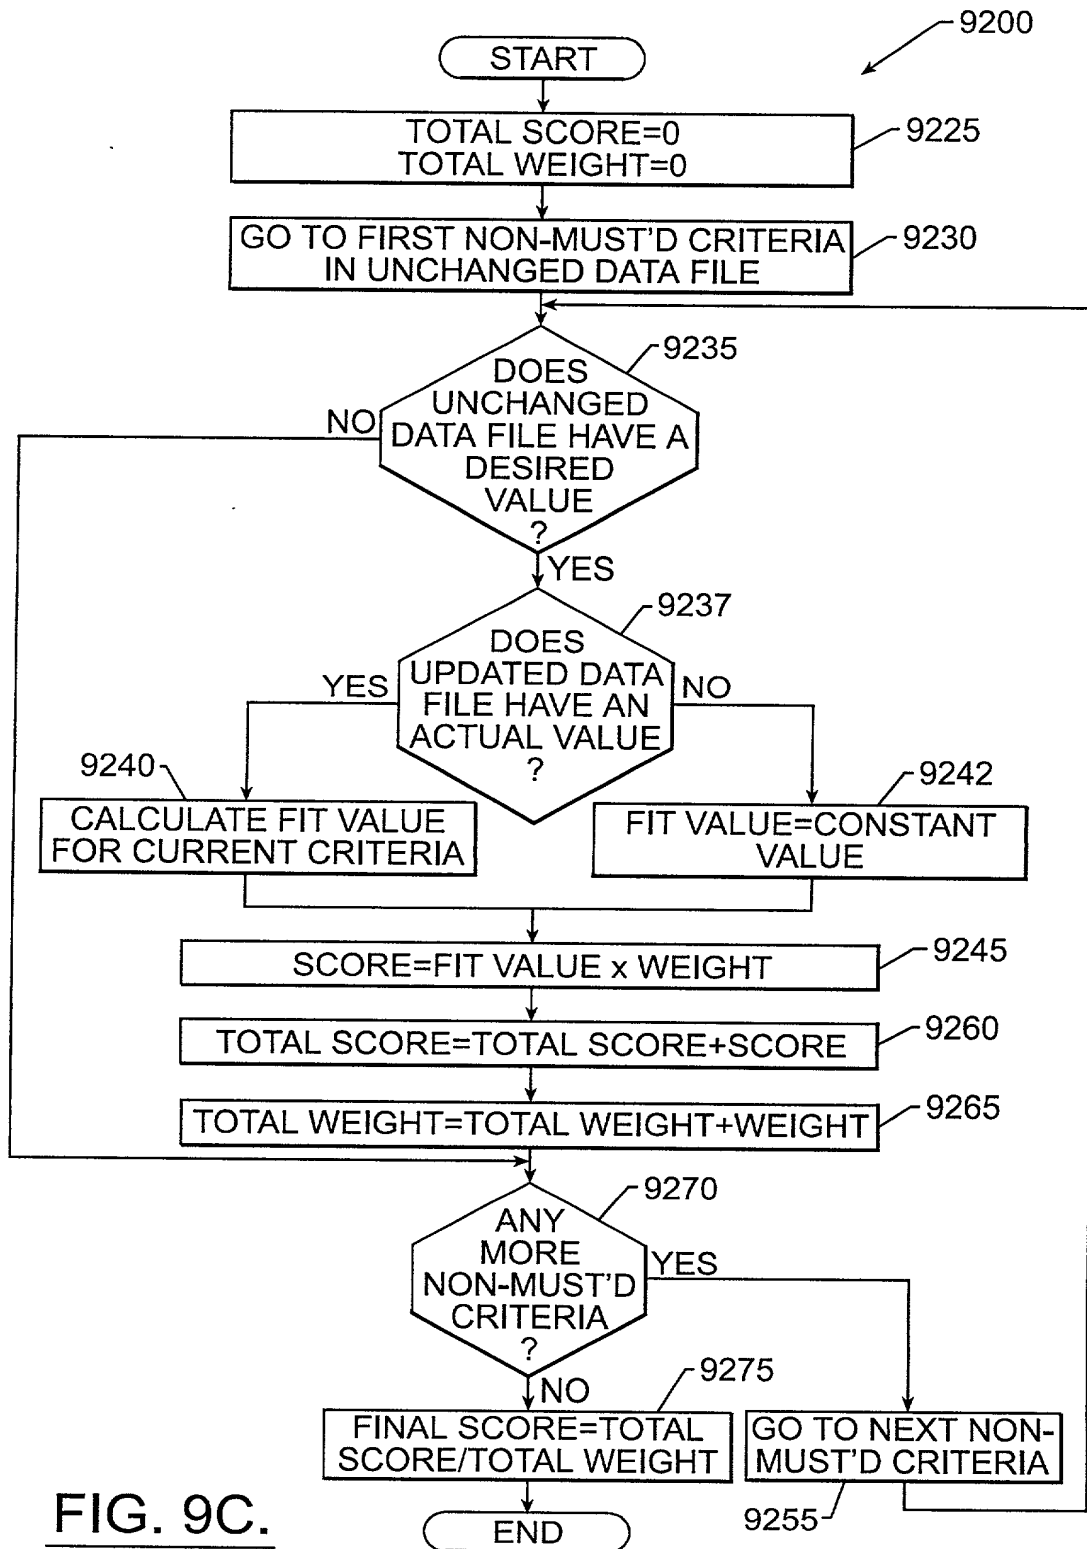 9200
START
TOTAL SCORE=0
TOTAL WEIGHT=0
9225
GO TO FIRST NON-MUST'D CRITERIA
IN UNCHANGED DATA FILE
9230
9235
DOES
UNCHANGED
DATA FILE HAVE A
DESIRED
VALUE
?
NO
YES
9237
DOES
UPDATED DATA
FILE HAVE AN
ACTUAL VALUE
?
YES
NO
9240
CALCULATE FIT VALUE
FOR CURRENT CRITERIA
9242
FIT VALUE=CONSTANT
VALUE
SCORE=FIT VALUE x WEIGHT
9245
TOTAL SCORE=TOTAL SCORE+SCORE
9260
TOTAL WEIGHT=TOTAL WEIGHT+WEIGHT
9265
9270
ANY
MORE
NON-MUST'D
CRITERIA
?
YES
NO
9275
FINAL SCORE=TOTAL
SCORE/TOTAL WEIGHT
GO TO NEXT NON-
MUST'D CRITERIA
9255
END
FIG. 9C.